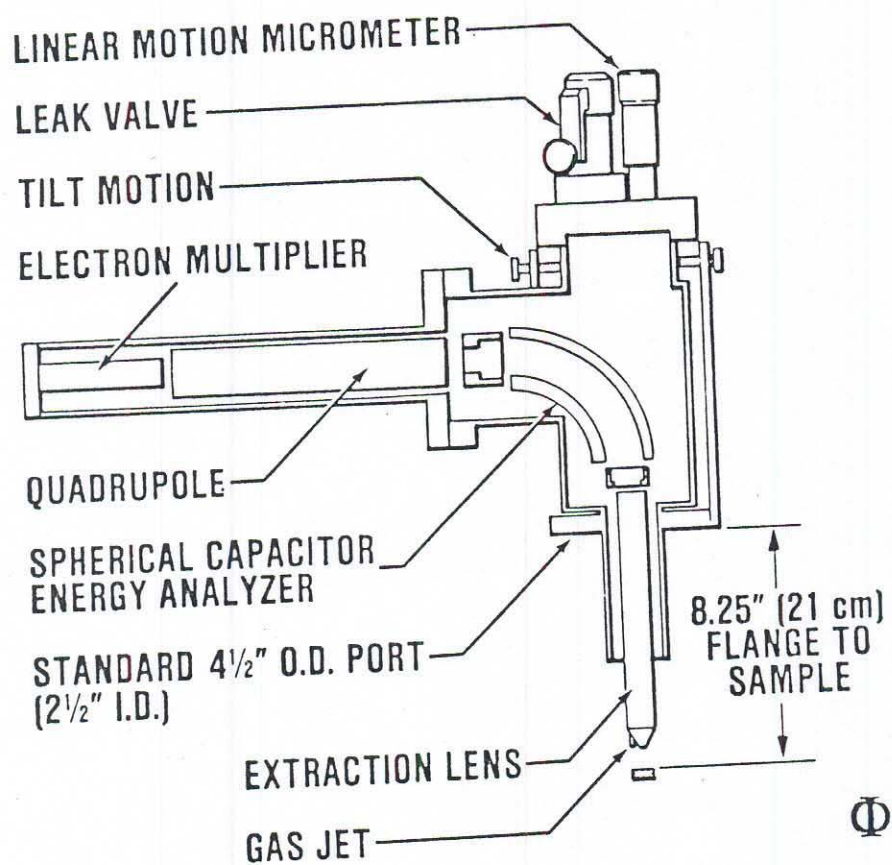 LINEAR MOTION MICROMETER
LEAK VALVE
TILT MOTION
ELECTRON MULTIPLIER
QUADRUPOLE
SPHERICAL CAPACITOR
ENERGY ANALYZER
STANDARD 4½" O.D. PORT
(2½" I.D.)
8.25" (21 cm)
FLANGE TO
SAMPLE
EXTRACTION LENS
GAS JET
Φ